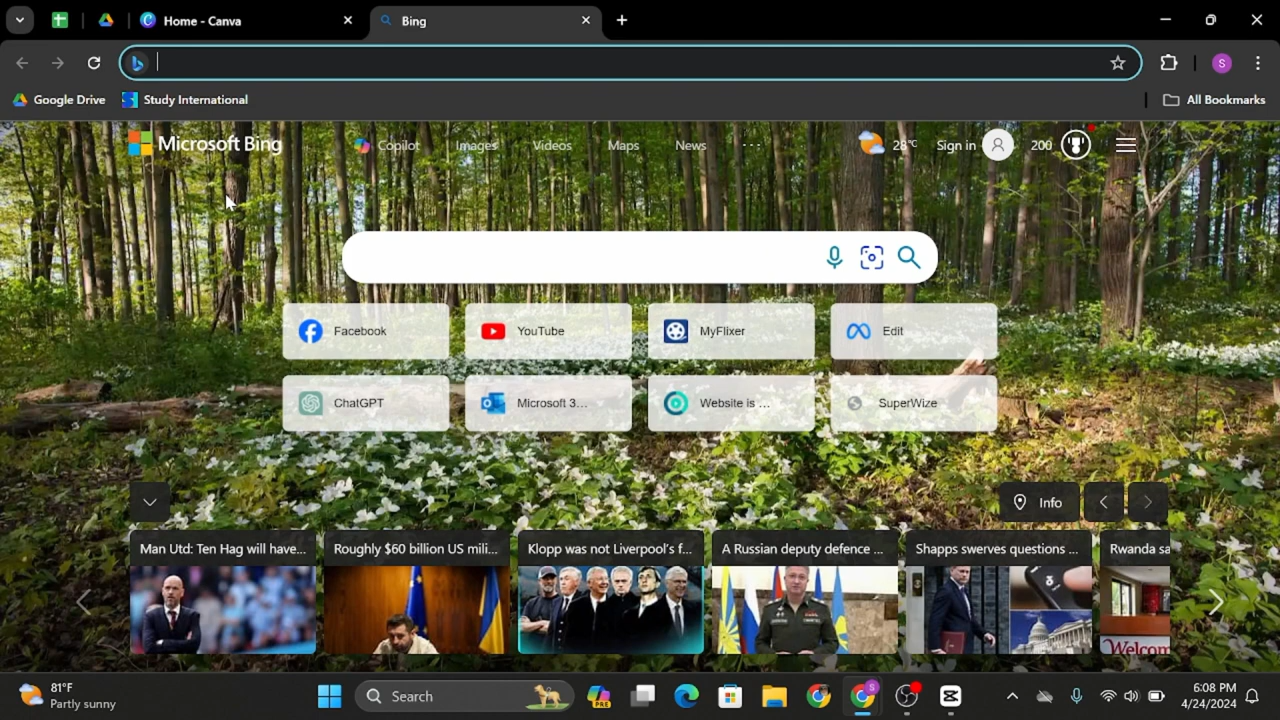 Home - Canva
Bing
S
Google Drive
Study International
All Bookmarks
Microsoft Bing
Copilot
Images
Videos
Maps
News
28°C
Sign in
200
Facebook
YouTube
MyFlixer
Edit
ChatGPT
Microsoft 3...
Website is ...
SuperWize
Info
Man Utd: Ten Hag will have...
Roughly $60 billion US mili...
Klopp was not Liverpool's f...
A Russian deputy defence ...
Shapps swerves questions ...
Rwanda sa
Welcom
81°F
Partly sunny
Search
PRE
S
6:08 PM
4/24/2024